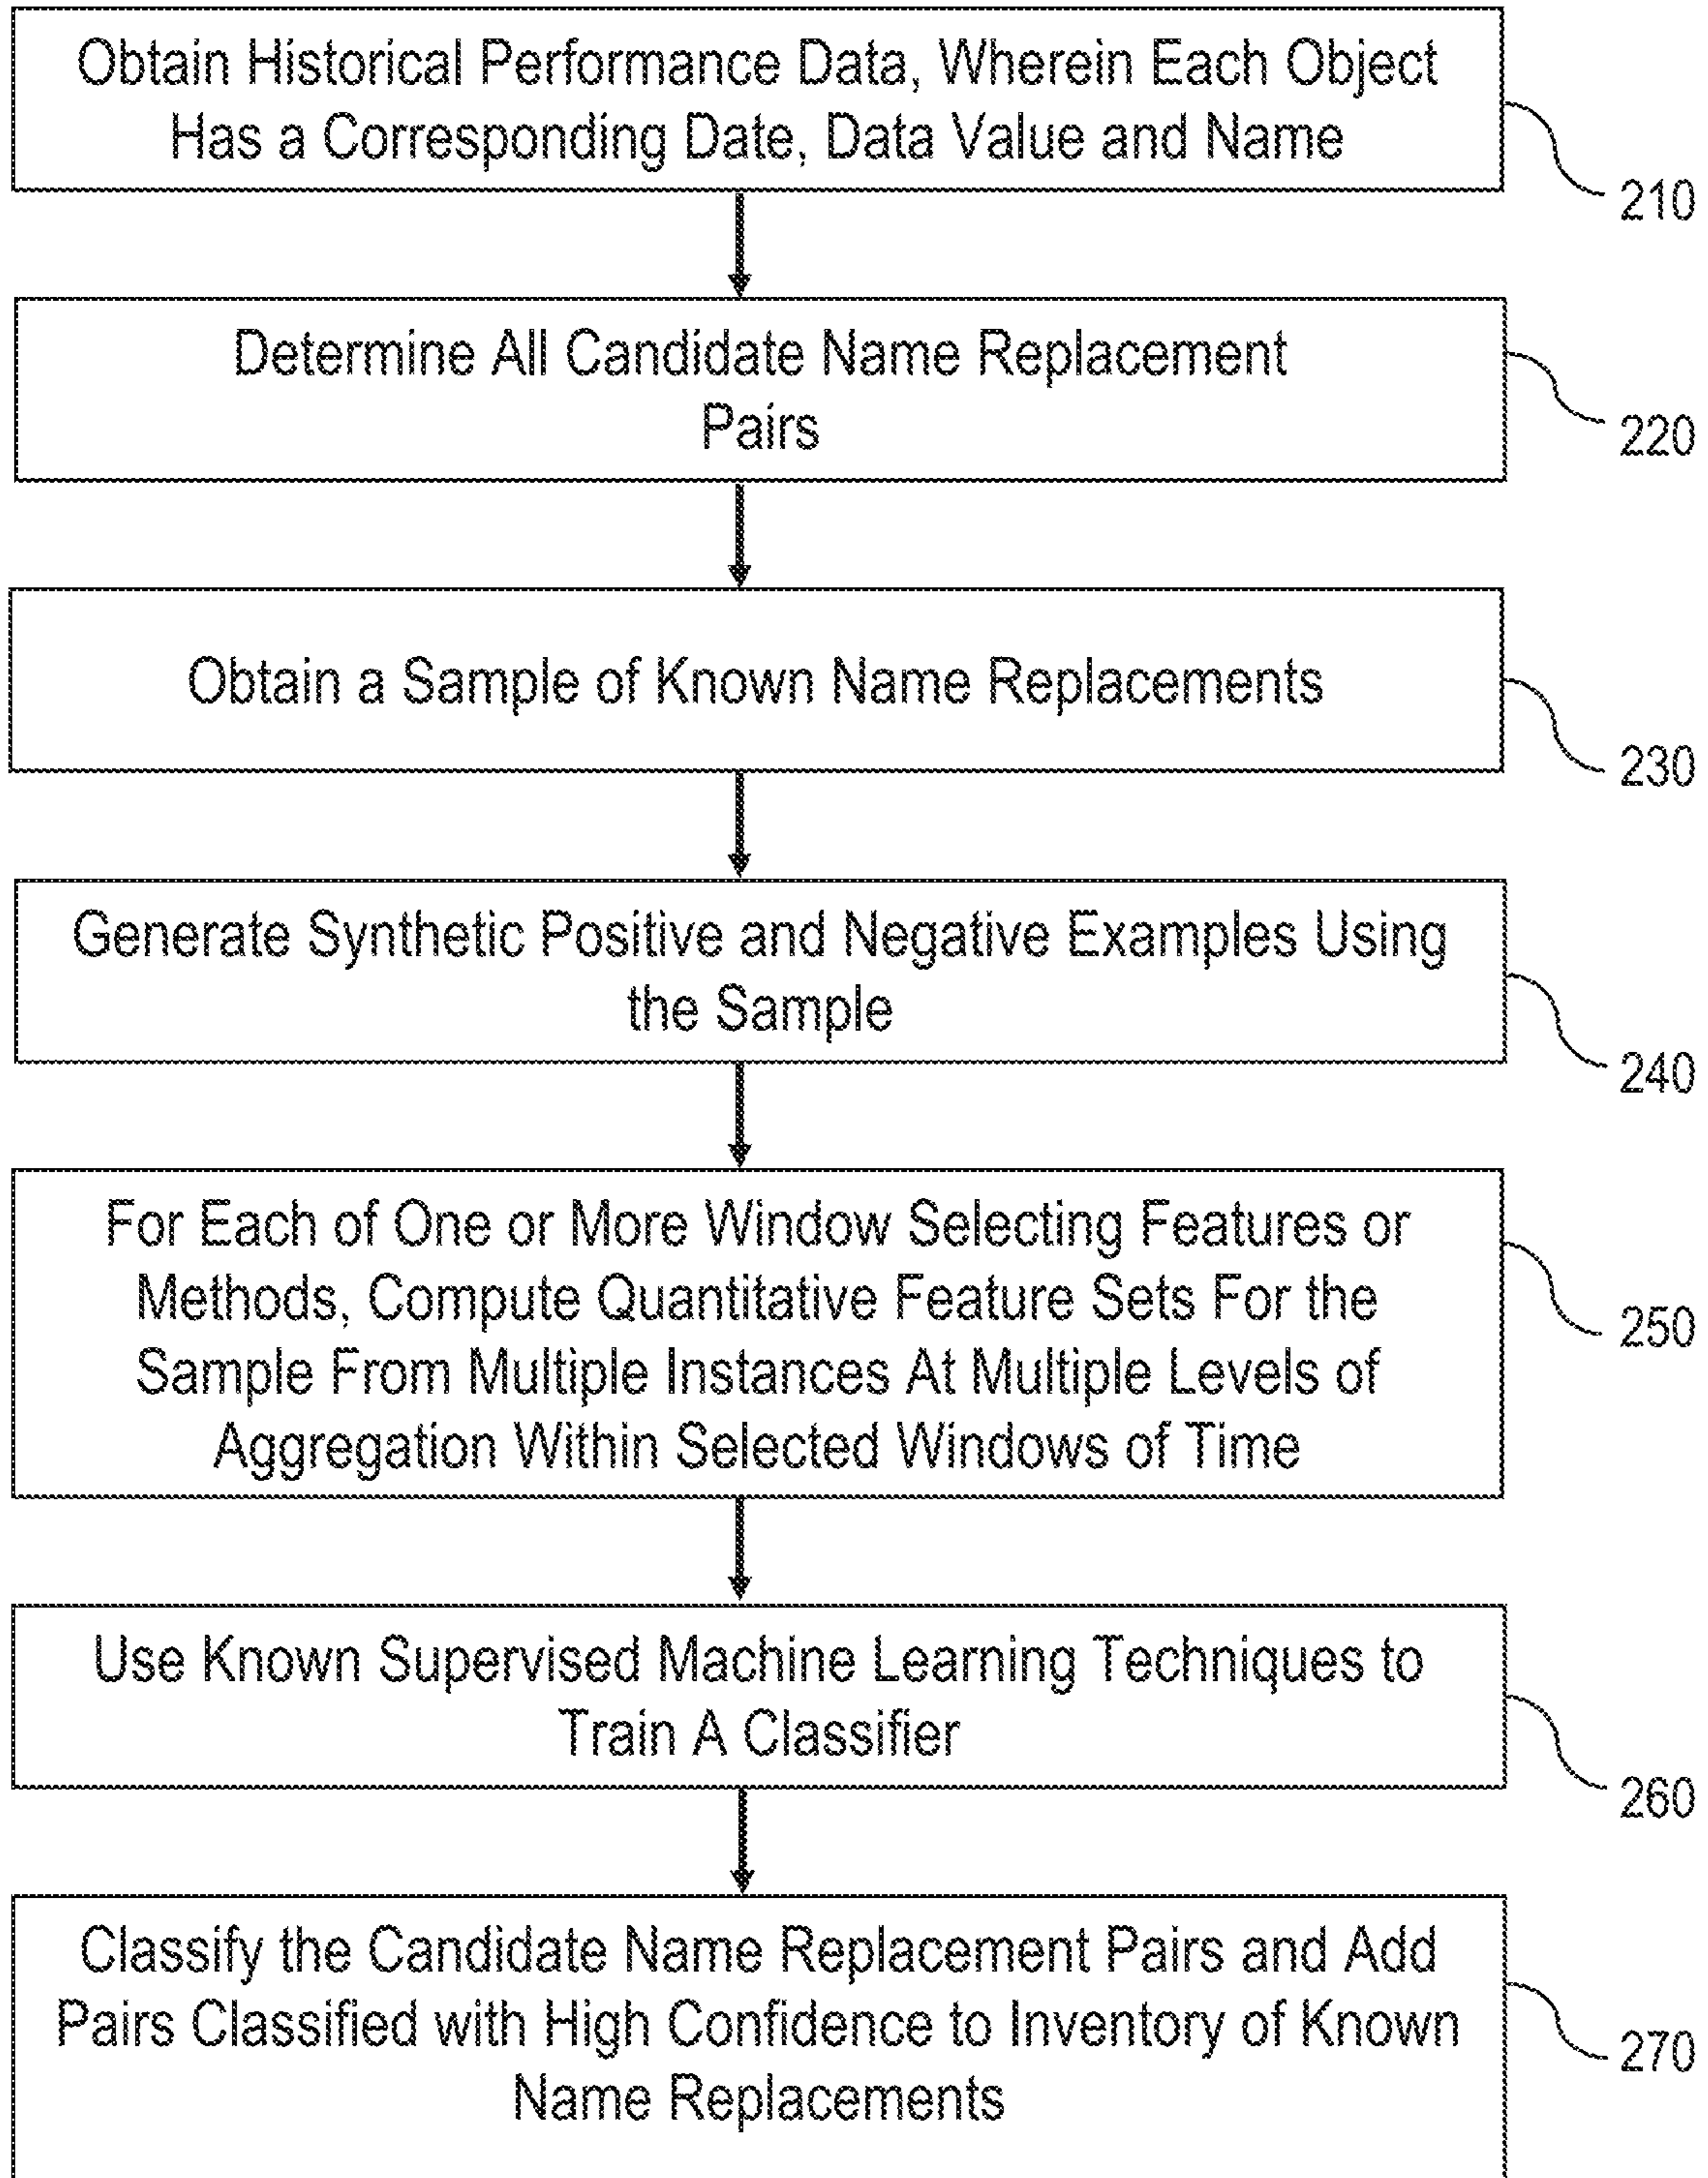 Obtain Historical Performance Data, Wherein Each Object
Has a Corresponding Date, Data Value and Name
210
Determine All Candidate Name Replacement
Pairs
220
Obtain a Sample of Known Name Replacements
230
Generate Synthetic Positive and Negative Examples Using
the Sample
240
For Each of One or More Window Selecting Features or
Methods, Compute Quantitative Feature Sets For the
Sample From Multiple Instances At Multiple Levels of
Aggregation Within Selected Windows of Time
250
Use Known Supervised Machine Learning Techniques to
Train A Classifier
260
Classify the Candidate Name Replacement Pairs and Add
Pairs Classified with High Confidence to Inventory of Known
Name Replacements
270